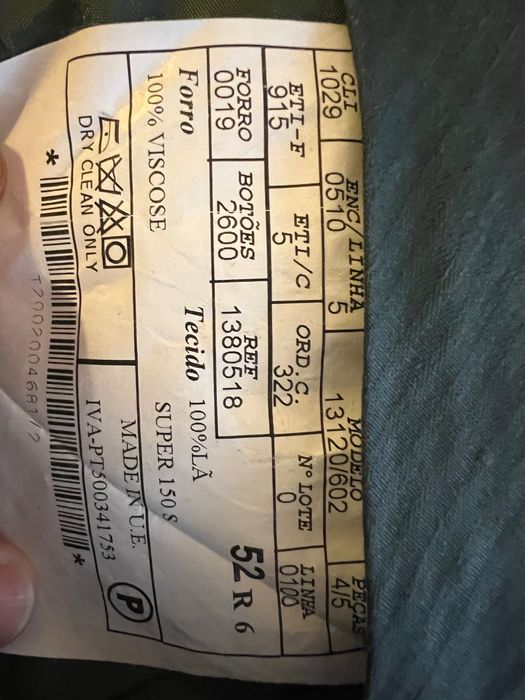 CLI ENC/LINHA MODELO PEÇAS
1029 0510 5 13120/602 4/5
ETI-F ETI/C ORD.C. Nº LOTE LINHA
915 5 322 0 0100
FORRO BOTÕES REF
0019 2600 1380518
52 R 6
Forro Tecido 100%LÃ
100% VISCOSE SUPER 150 S
MADE IN U.E.
DRY CLEAN ONLY IVA-PT500341753
P
* *